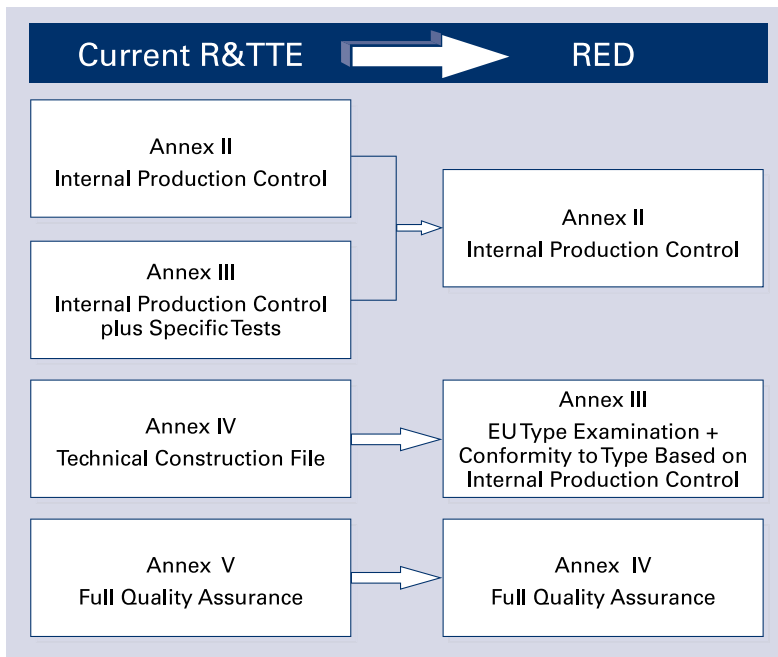 Current R&TTE
RED
Annex II
Internal Production Control
Annex III
Internal Production Control
plus Specific Tests
Annex II
Internal Production Control
Annex IV
Technical Construction File
Annex III
EU Type Examination +
Conformity to Type Based on
Internal Production Control
Annex V
Full Quality Assurance
Annex IV
Full Quality Assurance